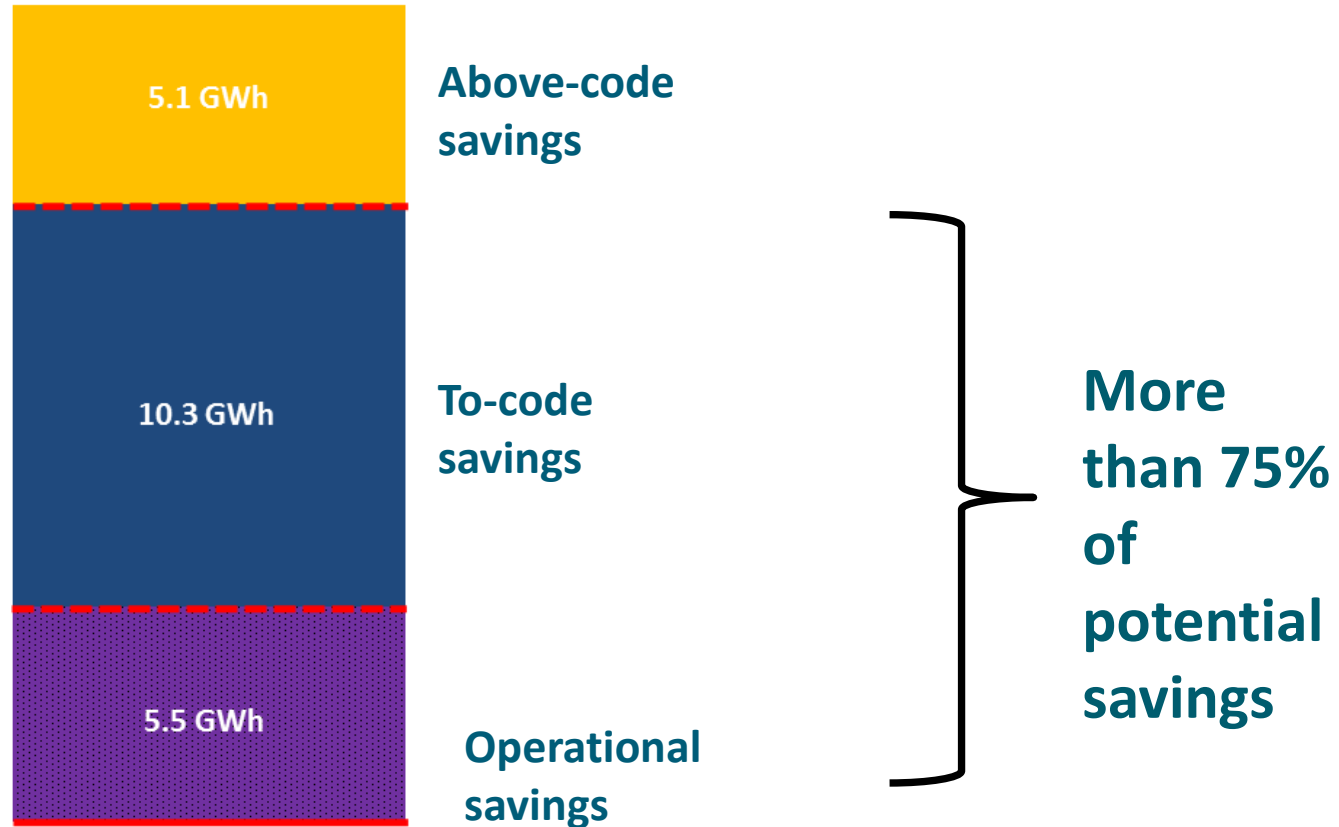 5.1 GWh
Above-code
savings
10.3 GWh
To-code
savings
5.5 GWh
Operational
savings
More
than 75%
of
potential
savings